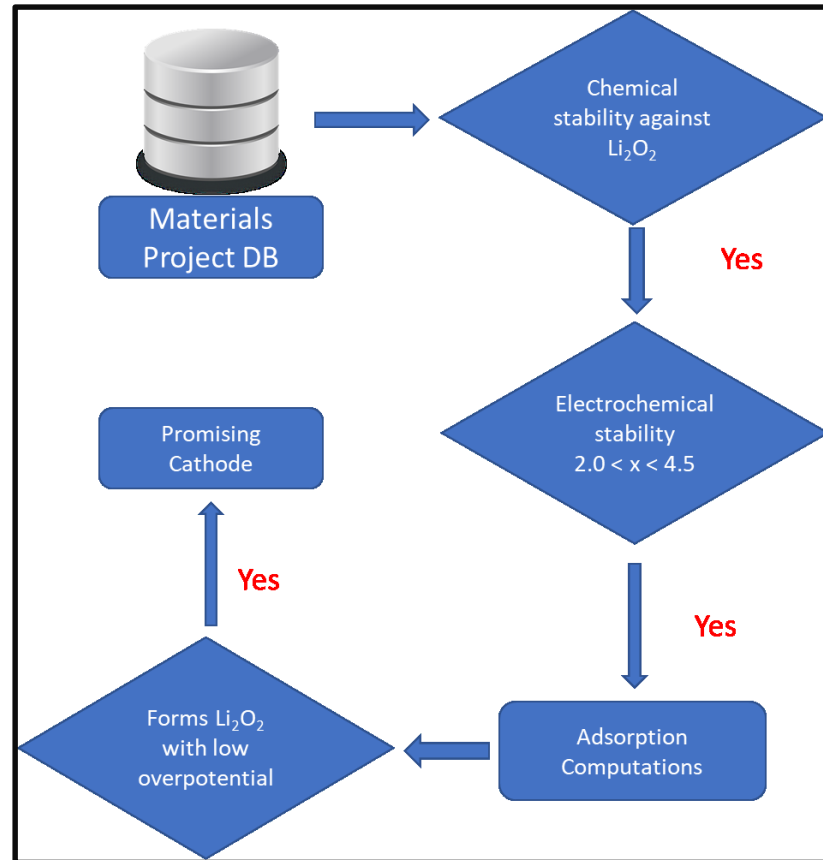 Materials
Project DB
Chemical
stability against
Li₂O₂
Yes
Electrochemical
stability
2.0 < x < 4.5
Yes
Adsorption
Computations
Forms Li₂O₂
with low
overpotential
Yes
Promising
Cathode